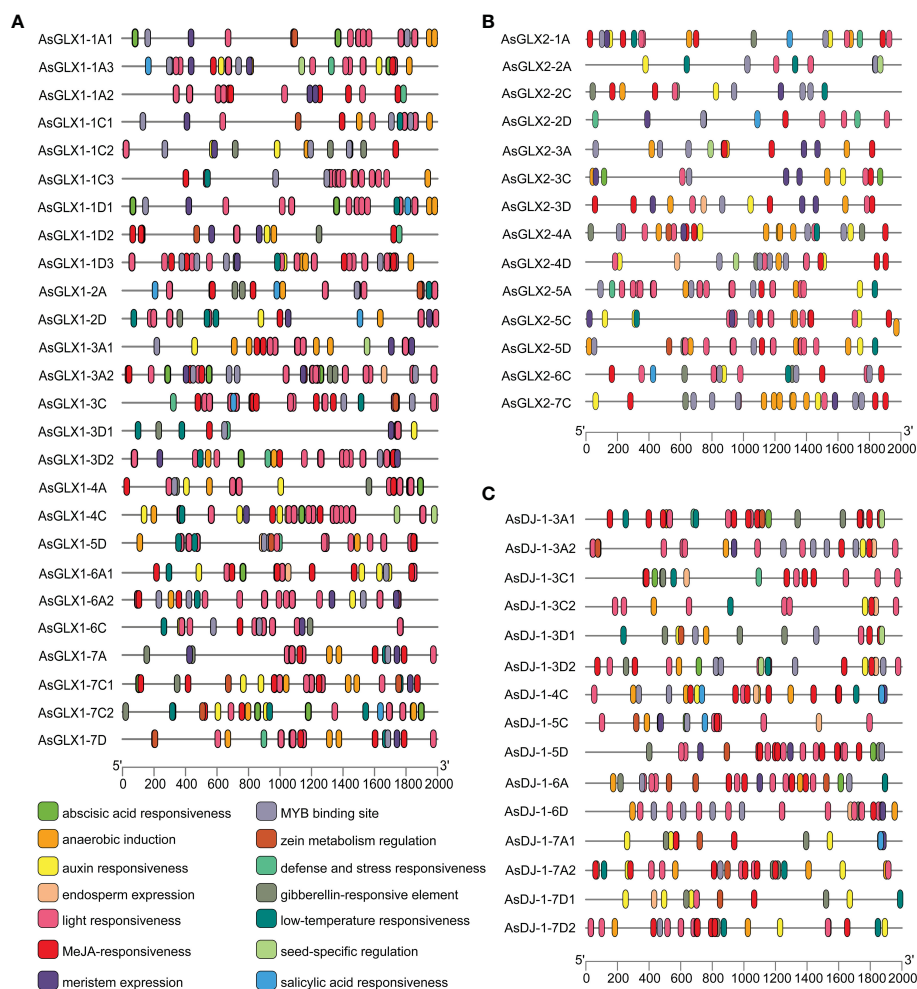 A
AsGLX1-1A1
AsGLX1-1A3
AsGLX1-1A2
AsGLX1-1C1
AsGLX1-1C2
AsGLX1-1C3
AsGLX1-1D1
AsGLX1-1D2
AsGLX1-1D3
AsGLX1-2A
AsGLX1-2D
AsGLX1-3A1
AsGLX1-3A2
AsGLX1-3C
AsGLX1-3D1
AsGLX1-3D2
AsGLX1-4A
AsGLX1-4C
AsGLX1-5D
AsGLX1-6A1
AsGLX1-6A2
AsGLX1-6C
AsGLX1-7A
AsGLX1-7C1
AsGLX1-7C2
AsGLX1-7D
5' 3'
0 200 400 600 800 1000 1200 1400 1600 1800 2000
B
AsGLX2-1A
AsGLX2-2A
AsGLX2-2C
AsGLX2-2D
AsGLX2-3A
AsGLX2-3C
AsGLX2-3D
AsGLX2-4A
AsGLX2-4D
AsGLX2-5A
AsGLX2-5C
AsGLX2-5D
AsGLX2-6C
AsGLX2-7C
5' 3'
0 200 400 600 800 1000 1200 1400 1600 1800 2000
C
AsDJ-1-3A1
AsDJ-1-3A2
AsDJ-1-3C1
AsDJ-1-3C2
AsDJ-1-3D1
AsDJ-1-3D2
AsDJ-1-4C
AsDJ-1-5C
AsDJ-1-5D
AsDJ-1-6A
AsDJ-1-6D
AsDJ-1-7A1
AsDJ-1-7A2
AsDJ-1-7D1
AsDJ-1-7D2
5' 3'
0 200 400 600 800 1000 1200 1400 1600 1800 2000
abscisic acid responsiveness
anaerobic induction
auxin responsiveness
endosperm expression
light responsiveness
MeJA-responsiveness
meristem expression
MYB binding site
zein metabolism regulation
defense and stress responsiveness
gibberellin-responsive element
low-temperature responsiveness
seed-specific regulation
salicylic acid responsiveness